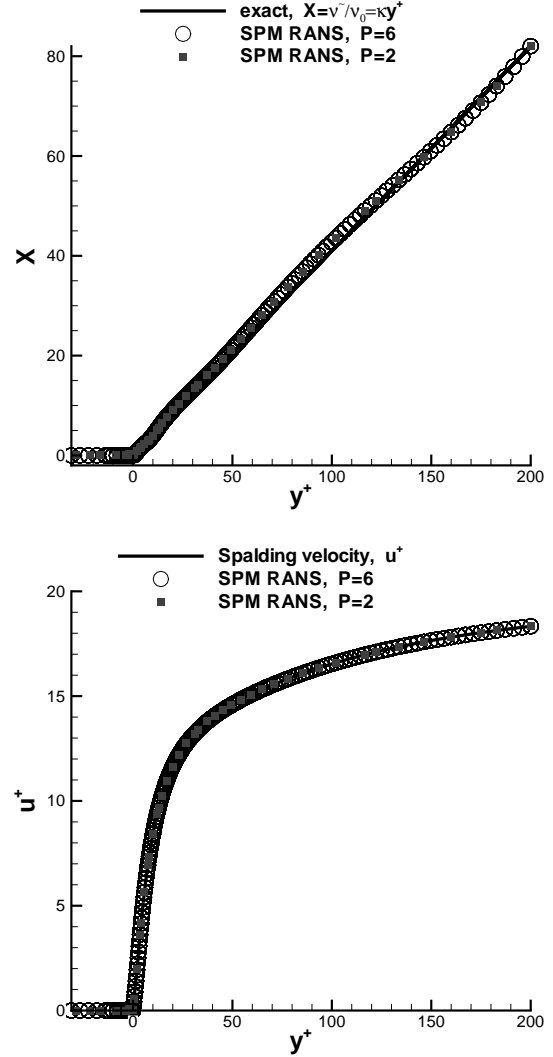 exact, X=ν~/ν₀=κy⁺
SPM RANS, P=6
SPM RANS, P=2
80
60
40
20
0
X
0 50 100 150 200
y⁺
Spalding velocity, u⁺
SPM RANS, P=6
SPM RANS, P=2
20
15
10
5
0
u⁺
0 50 100 150 200
y⁺